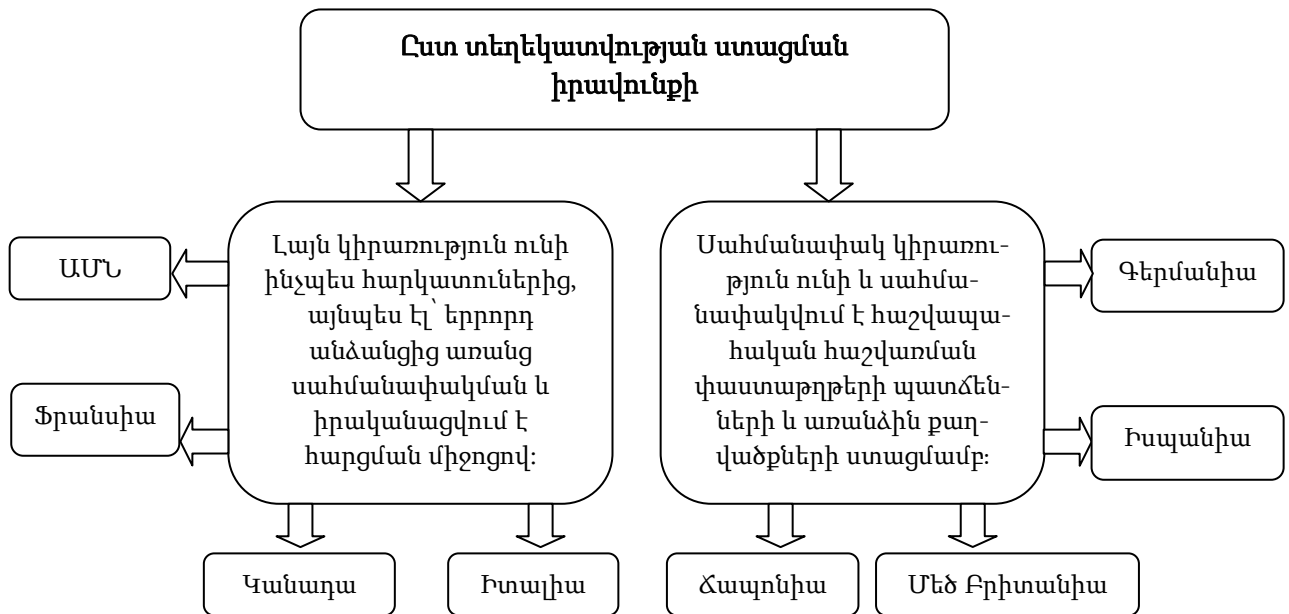 Ըստ տեղեկատվության ստացման
իրավունքի
Լայն կիրառություն ունի
ինչպես հարկատուներից,
այնպես էլ՝ երրորդ
անձանցից առանց
սահմանափակման և
իրականացվում է
հարցման միջոցով:
Սահմանափակ կիրառու-
թյուն ունի և սահմա-
նափակվում է հաշվապա-
հական հաշվառման
փաստաթղթերի պատճեն-
ների և առանձին քաղ-
վածքների ստացմամբ:
ԱՄՆ
Ֆրանսիա
Կանադա
Իտալիա
Ճապոնիա
Մեծ Բրիտանիա
Գերմանիա
Իսպանիա